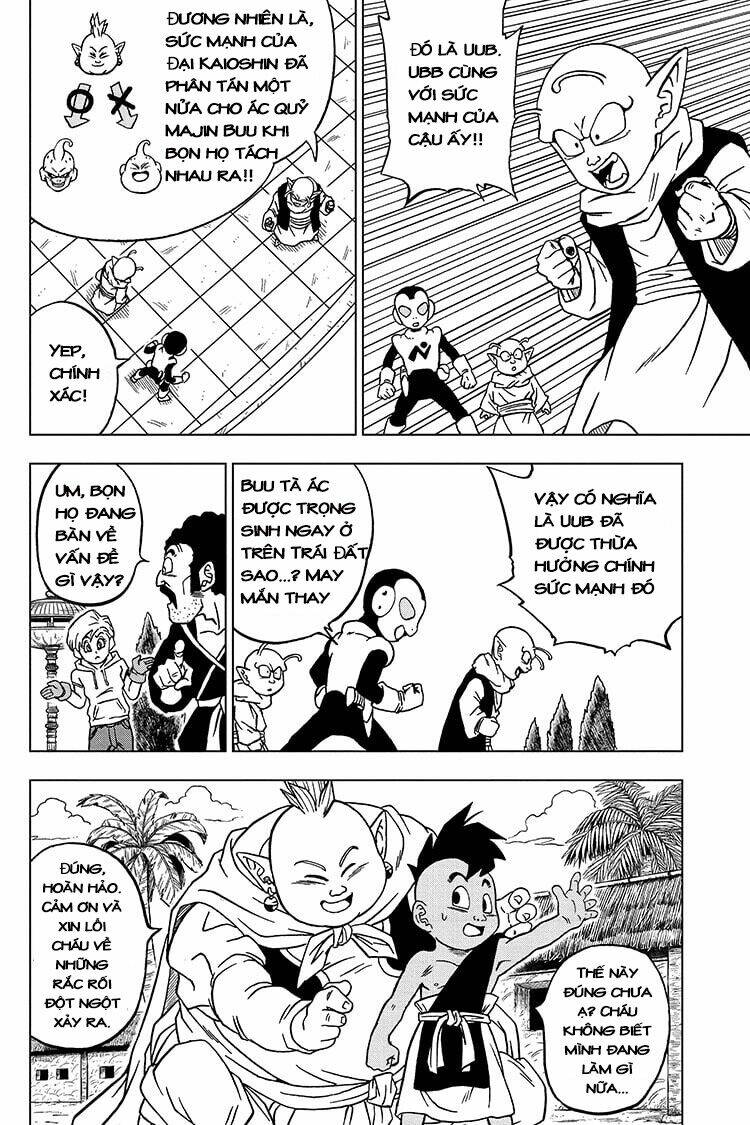 ĐƯƠNG NHIÊN LÀ,
SỨC MẠNH CỦA
ĐẠI KAIOSHIN ĐÃ
PHÂN TÁN MỘT
NỬA CHO ÁC QUỶ
MAJIN BUU KHI
BỌN HỌ TÁCH
NHAU RA!!
ĐÓ LÀ UUB.
UBB CÙNG
VỚI SỨC
MẠNH CỦA
CẬU ẤY!!
YEP,
CHÍNH
XÁC!
UM, BỌN
HỌ ĐANG
BÀN VỀ
VẤN ĐỀ
GÌ VẬY?
BUU TÀ ÁC
ĐƯỢC TRỌNG
SINH NGAY Ở
TRÊN TRÁI ĐẤT
SAO...? MAY
MẮN THAY
VẬY CÓ NGHĨA
LÀ UUB ĐÃ
ĐƯỢC THỪA
HƯỞNG CHÍNH
SỨC MẠNH ĐÓ
ĐÚNG,
HOÀN HẢO.
CẢM ƠN VÀ
XIN LỖI
CHÁU VỀ
NHỮNG
RẮC RỐI
ĐỘT NGỘT
XẢY RA.
THẾ NÀY
ĐÚNG CHƯA
Ạ? CHÁU
KHÔNG BIẾT
MÌNH ĐANG
LÀM GÌ
NỮA...